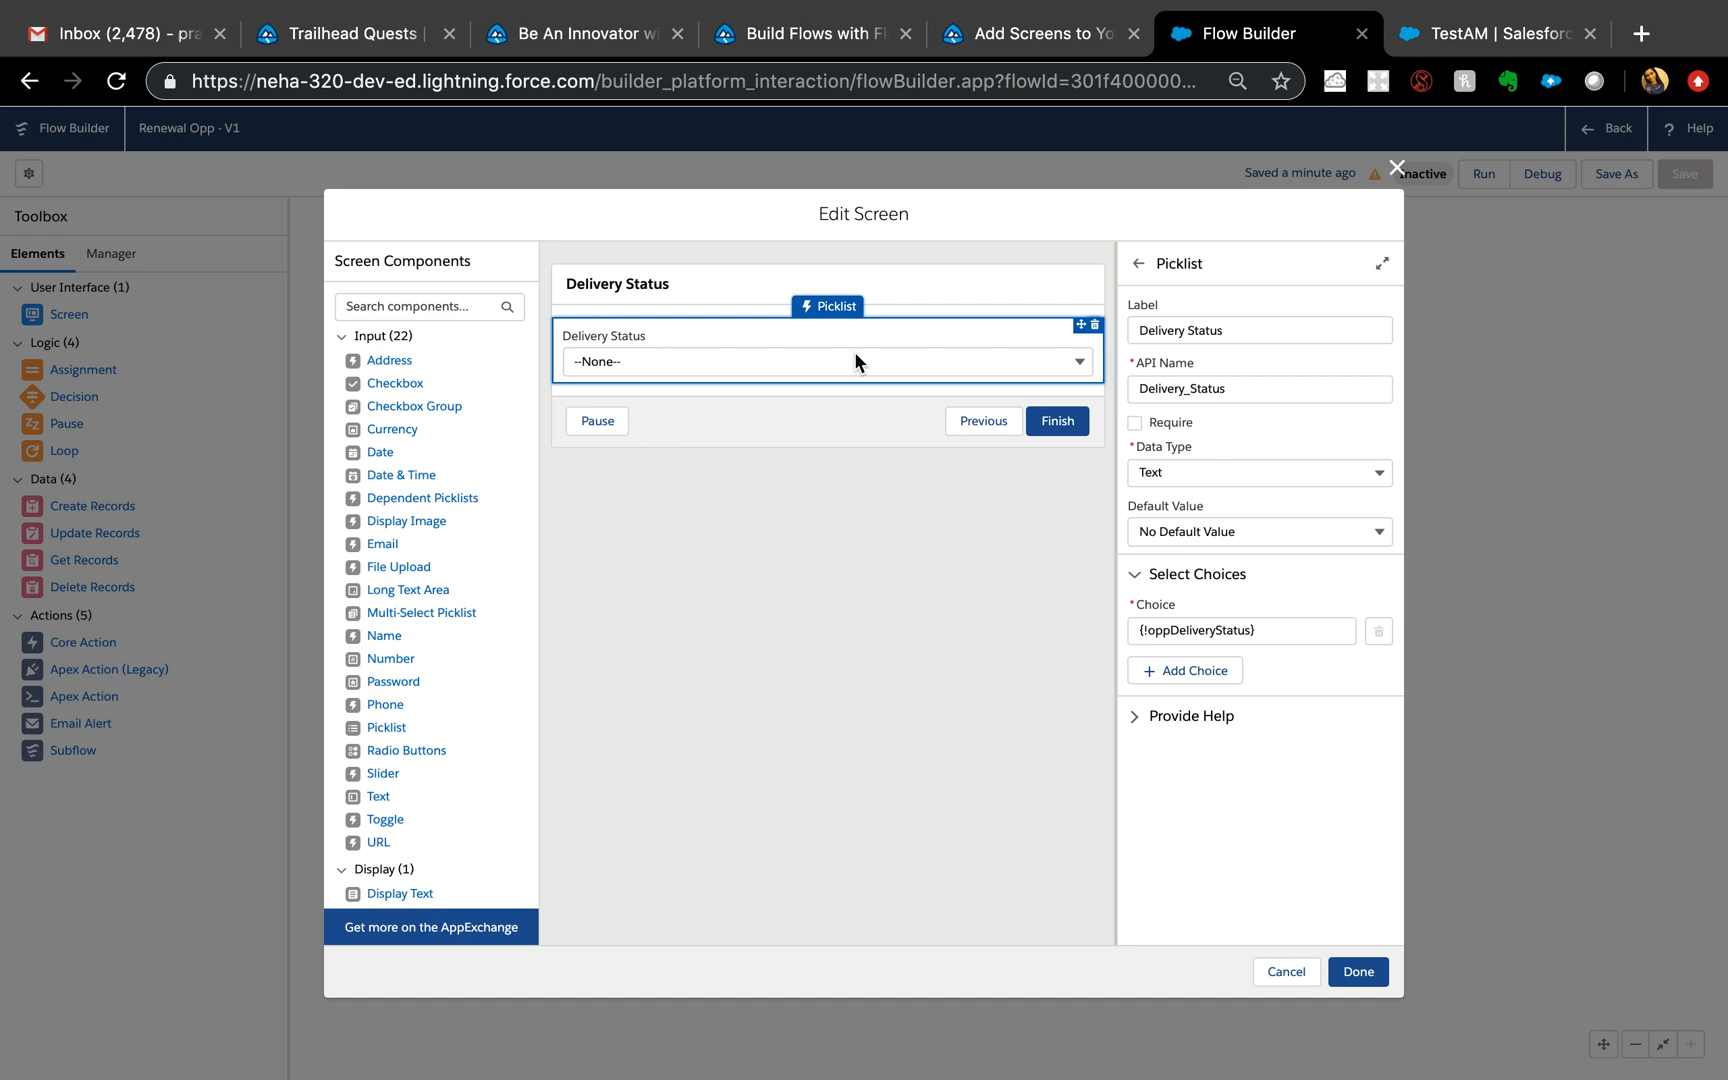 Inbox (2,478) - pra
Trailhead Quests |
Be An Innovator wi
Build Flows with Fl
Add Screens to Yo
Flow Builder
TestAM | Salesforc
https://neha-320-dev-ed.lightning.force.com/builder_platform_interaction/flowBuilder.app?flowId=301f400000...
Flow Builder
Renewal Opp - V1
Back
? Help
Saved a minute ago
Inactive
Run
Debug
Save As
Save
Toolbox
Elements
Manager
User Interface (1)
Screen
Logic (4)
Assignment
Decision
Pause
Loop
Data (4)
Create Records
Update Records
Get Records
Delete Records
Actions (5)
Core Action
Apex Action (Legacy)
Apex Action
Email Alert
Subflow
Edit Screen
Screen Components
Search components...
Input (22)
Address
Checkbox
Checkbox Group
Currency
Date
Date & Time
Dependent Picklists
Display Image
Email
File Upload
Long Text Area
Multi-Select Picklist
Name
Number
Password
Phone
Picklist
Radio Buttons
Slider
Text
Toggle
URL
Display (1)
Display Text
Get more on the AppExchange
Delivery Status
Picklist
Delivery Status
--None--
Pause
Previous
Finish
Picklist
Label
Delivery Status
*API Name
Delivery_Status
Require
*Data Type
Text
Default Value
No Default Value
Select Choices
*Choice
{!oppDeliveryStatus}
+ Add Choice
Provide Help
Cancel
Done